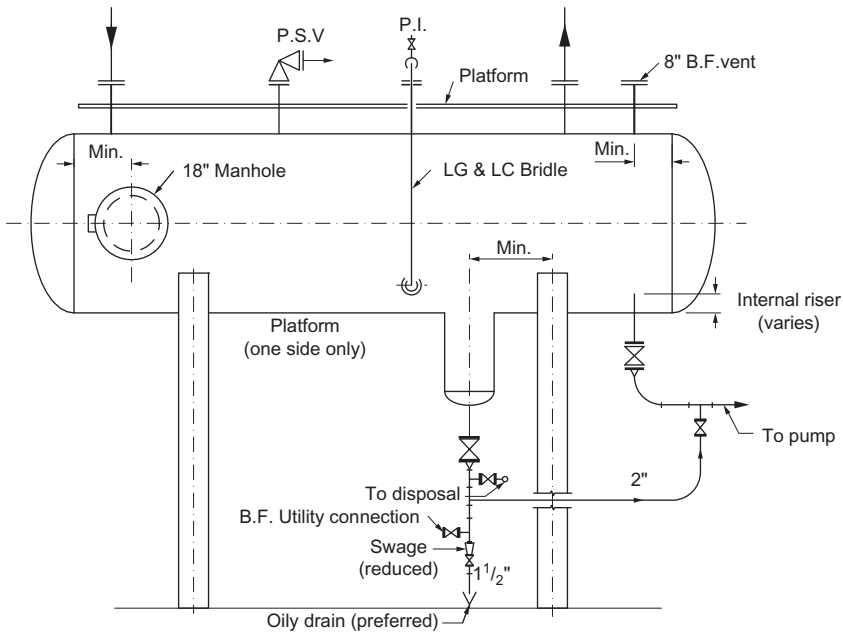 P.I.
P.S.V
8" B.F.vent
Platform
Min.
Min.
18" Manhole
LG & LC Bridle
Min.
Internal riser
(varies)
Platform
(one side only)
To pump
To disposal
2"
B.F. Utility connection
Swage
(reduced)
1 1/2"
Oily drain (preferred)